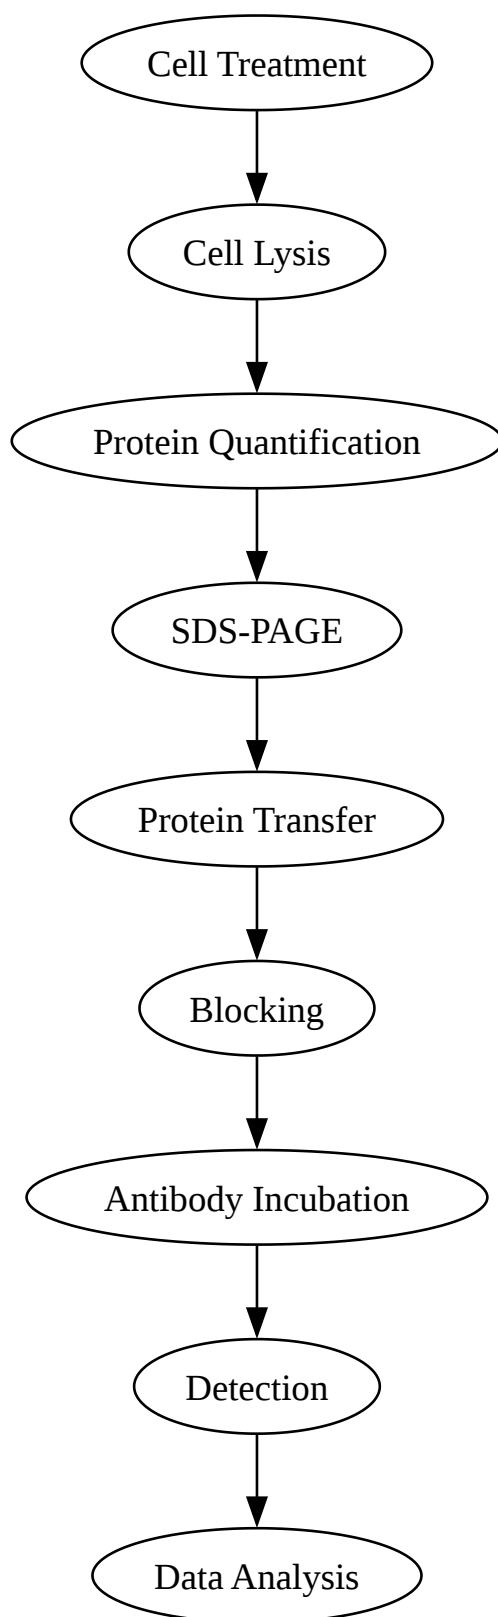 Cell Treatment
Cell Lysis
Protein Quantification
SDS-PAGE
Protein Transfer
Blocking
Antibody Incubation
Detection
Data Analysis